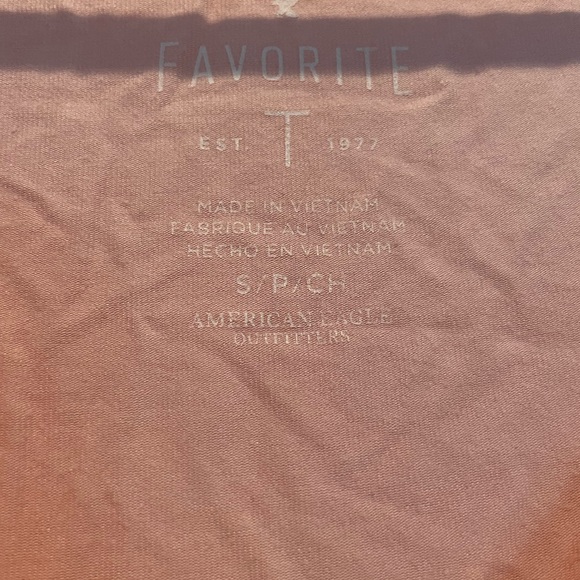 FAVORITE
T
EST. 1977
MADE IN VIETNAM
FABRIQUE AU VIETNAM
HECHO EN VIETNAM
S/P/CH
AMERICAN EAGLE
OUTFITTERS